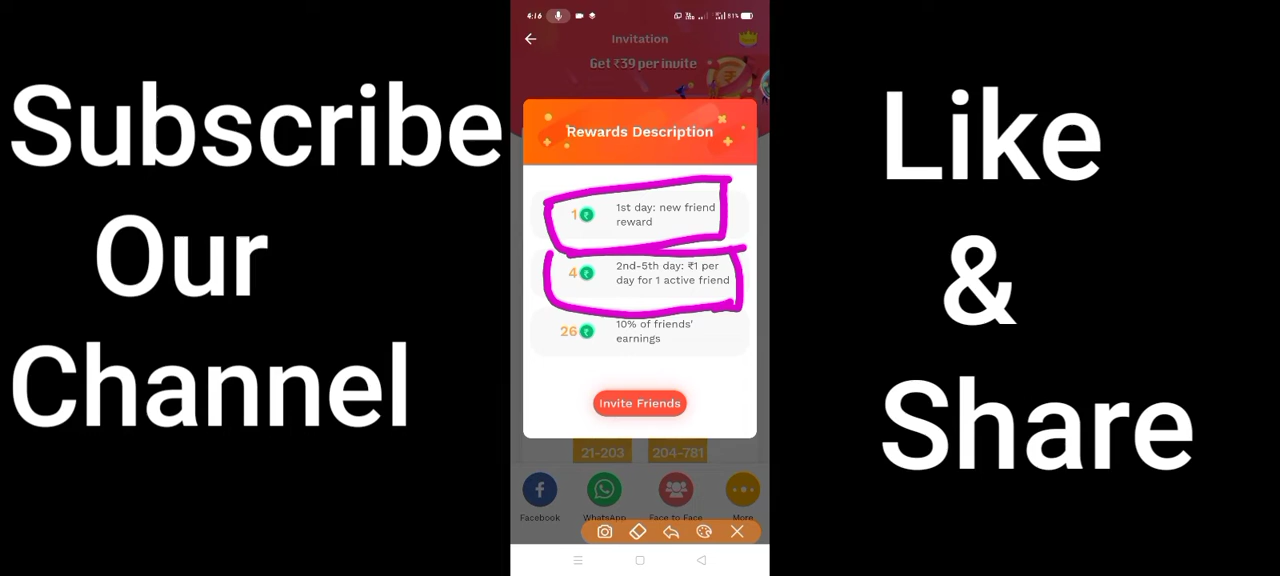 Subscribe
Our
Channel
4:16
81%
Invitation
Get ₹39 per invite
Rewards Description
1 ₹
1st day: new friend
reward
4 ₹
2nd-5th day: ₹1 per
day for 1 active friend
26 ₹
10% of friends'
earnings
Invite Friends
21-203
204-781
Facebook
WhatsApp
Face to Face
More
Like
&
Share